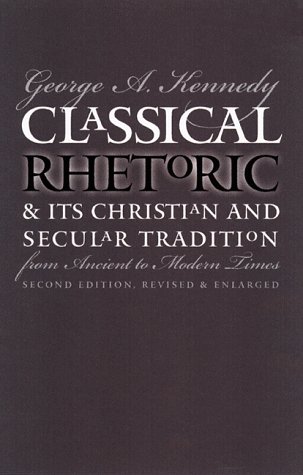 George A. Kennedy
CLASSICAL
RHETORIC
& ITS CHRISTIAN AND
SECULAR TRADITION
from Ancient to Modern Times
SECOND EDITION, REVISED & ENLARGED